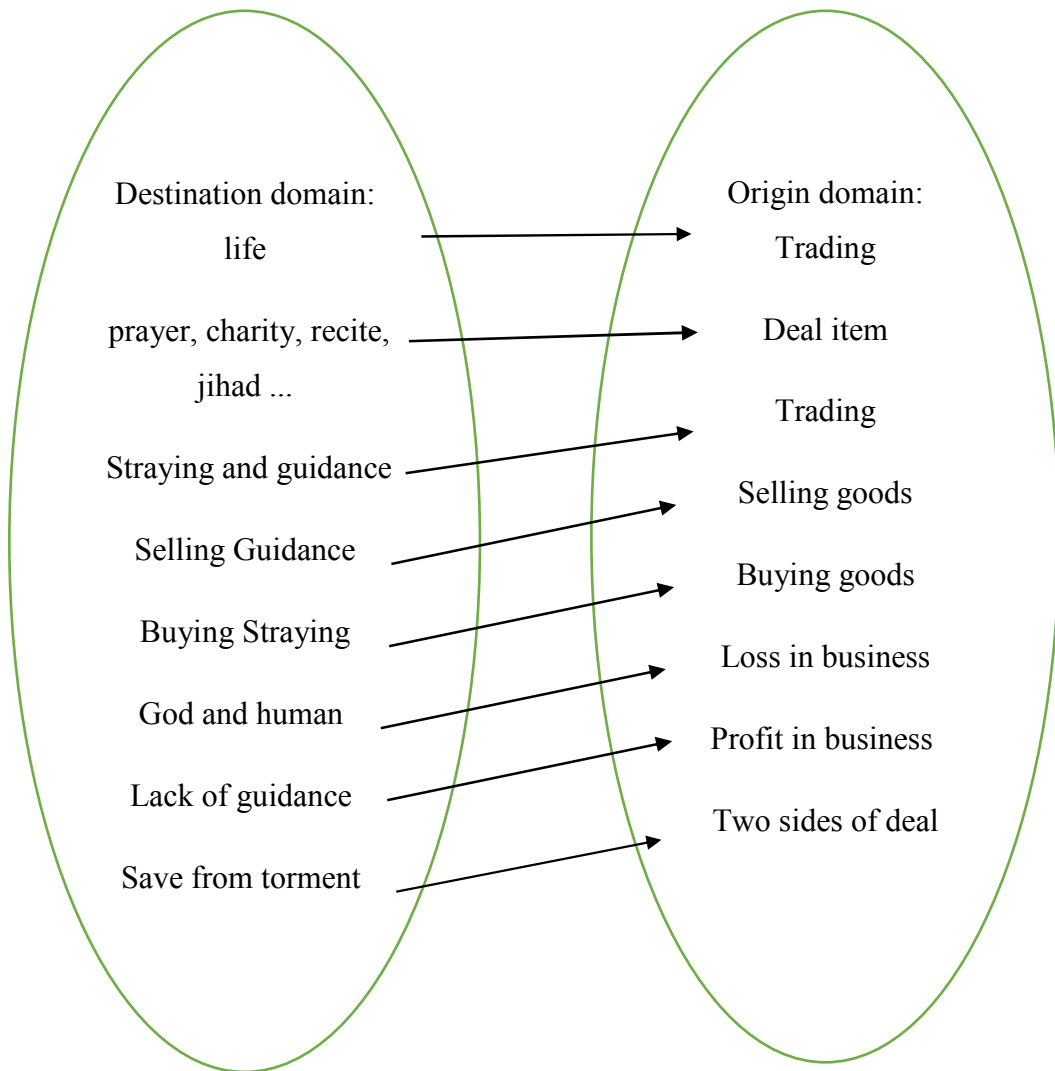 Destination domain:
life
prayer, charity, recite,
jihad ...
Straying and guidance
Selling Guidance
Buying Straying
God and human
Lack of guidance
Save from torment
Origin domain:
Trading
Deal item
Trading
Selling goods
Buying goods
Loss in business
Profit in business
Two sides of deal